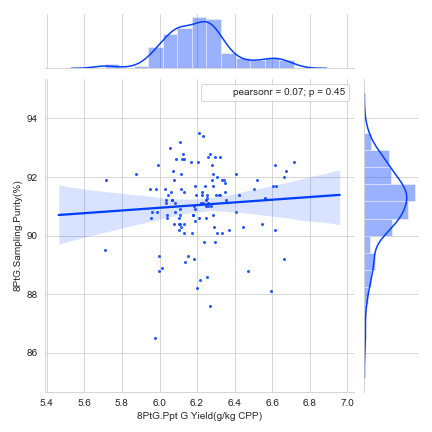 pearsonr = 0.07; p = 0.45
94
92
90
88
86
8PtG.Sampling.Purity(%)
5.4 5.6 5.8 6.0 6.2 6.4 6.6 6.8 7.0
8PtG.Ppt G Yield(g/kg CPP)